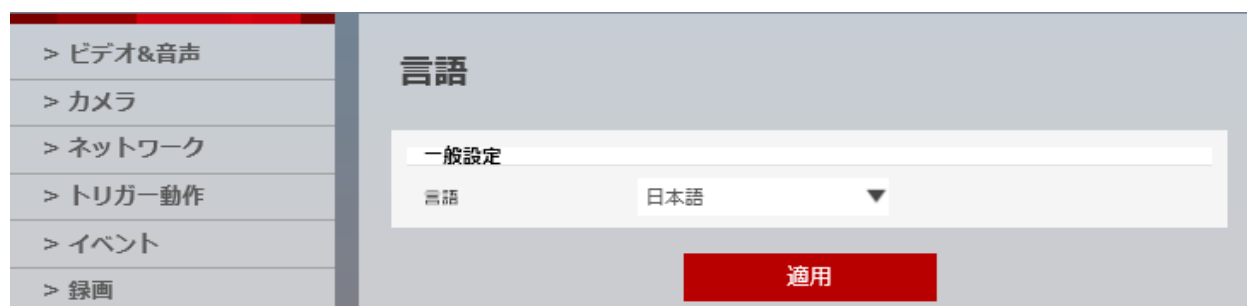 > ビデオ&音声
> カメラ
> ネットワーク
> トリガー動作
> イベント
> 録画
言語
一般設定
言語 日本語 ▼
適用